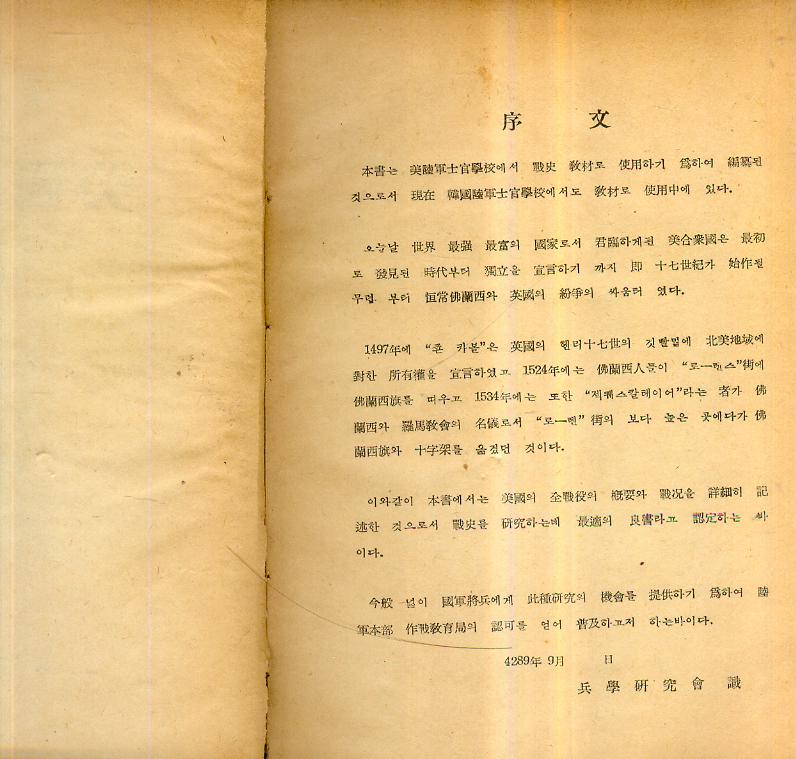 序 文
本書는 美陸軍士官學校에서 戰史 敎材로 使用하기 爲하여 編纂된
것으로서 現在 韓國陸軍士官學校에서도 敎材로 使用中에 있다.
오늘날 世界 最强 最富의 國家로서 君臨하게된 美合衆國은 最初
로 發見된 時代부터 獨立을 宣言하기 까지 即 十七世紀가 始作될
무렵 부터 恒常佛蘭西와 英國의 紛爭의 싸움터 였다.
1497年에 “죤 카볼”은 英國의 헨리十七世의 깃빨밑에 北美地域에
對한 所有權을 宣言하였고 1524年에는 佛蘭西人들이 “로—렌스”街에
佛蘭西旗를 띠우고 1534年에는 또한 라는 者가 佛
蘭西와 羅馬敎會의 名儀로서 “로—렌” 街의 보다 높은 곳에다가 佛
蘭西旗와 十字架를 옮겼던 것이다.
이와같이 本書에서는 美國의 全戰役의 槪要와 戰況을 詳細히 記
述한 것으로서 戰史를 研究하는데 最適의 良書라고 認定하는 바
이다.
今般 널이 國軍將兵에게 此種研究의 機會를 提供하기 爲하여 陸
軍本部 作戰敎育局의 認可를 얻어 普及하고저 하는바이다.
4289年 9月 日
兵學研究會 識